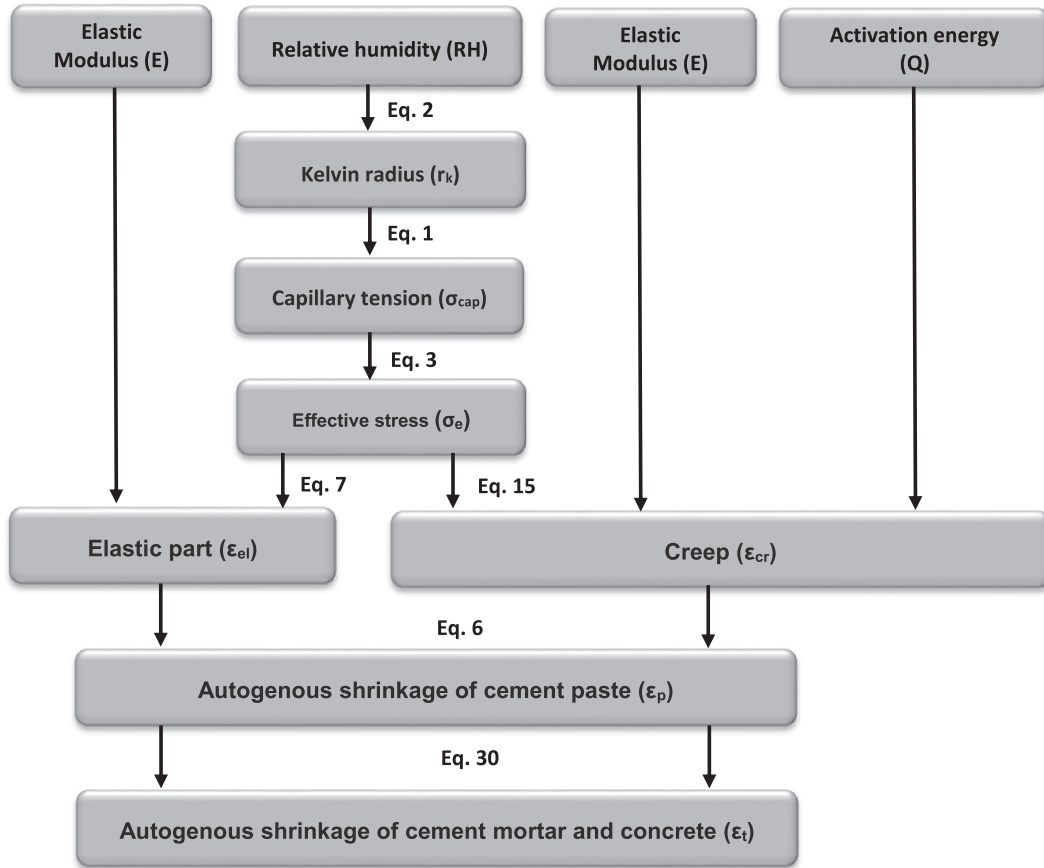 Elastic
Modulus (E)
Relative humidity (RH)
Elastic
Modulus (E)
Activation energy
(Q)
Eq. 2
Kelvin radius (rₖ)
Eq. 1
Capillary tension (σcap)
Eq. 3
Effective stress (σe)
Eq. 7
Eq. 15
Elastic part (εel)
Creep (εcr)
Eq. 6
Autogenous shrinkage of cement paste (εp)
Eq. 30
Autogenous shrinkage of cement mortar and concrete (εt)